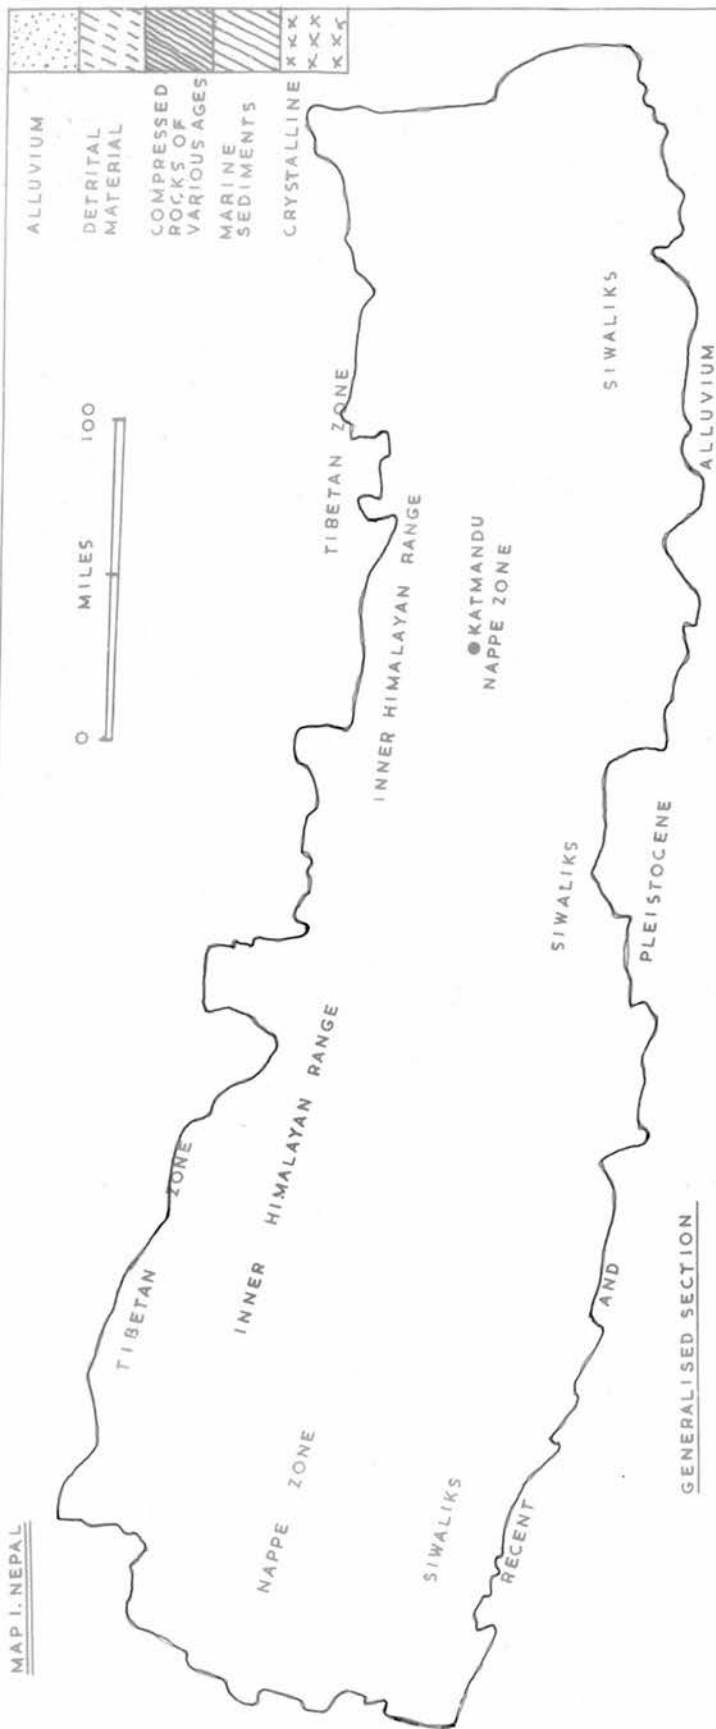 MAP 1. NEPAL
0 MILES 100
ALLUVIUM
DETRITAL
MATERIAL
COMPRESSED
ROCKS OF
VARIOUS AGES
MARINE
SEDIMENTS
CRYSTALLINE
TIBETAN ZONE
TIBETAN ZONE
INNER HIMALAYAN RANGE
INNER HIMALAYAN RANGE
NAPPE ZONE
KATMANDU
NAPPE ZONE
SIWALIKS
SIWALIKS
SIWALIKS
RECENT AND PLEISTOCENE ALLUVIUM
GENERALISED SECTION